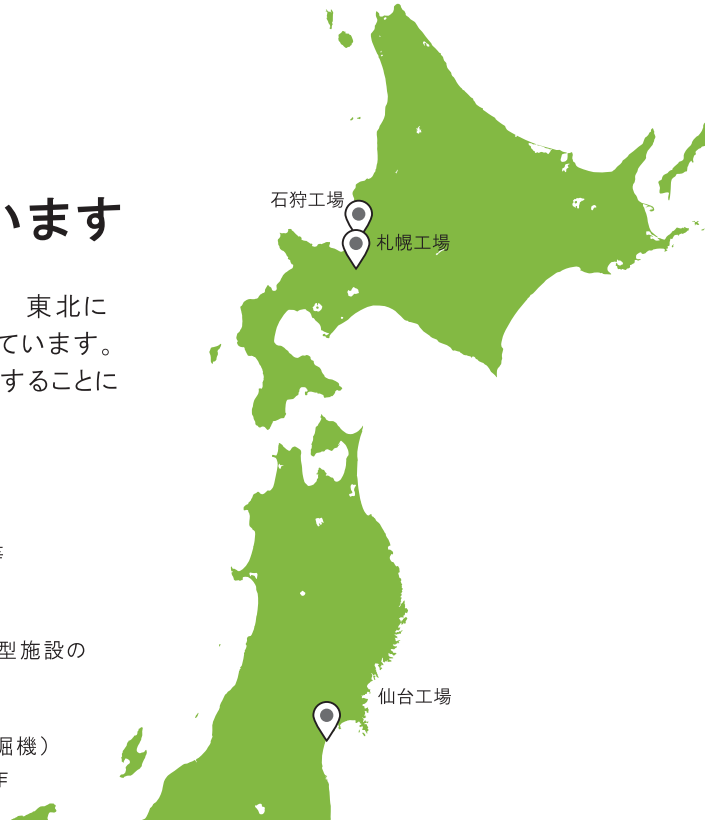 います
東北に
ています。
することに
型施設の
掘機）
石狩工場
札幌工場
仙台工場